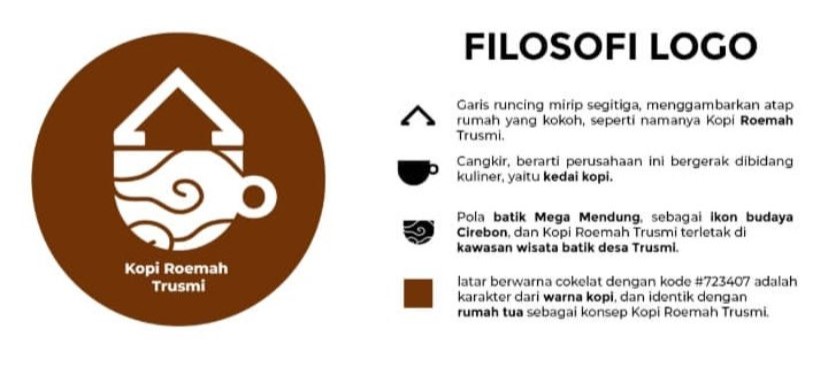 FILOSOFI LOGO
Garis runcing mirip segitiga, menggambarkan atap
rumah yang kokoh, seperti namanya Kopi Roemah
Trusmi.
Cangkir, berarti perusahaan ini bergerak dibidang
kuliner, yaitu kedai kopi.
Pola batik Mega Mendung, sebagai ikon budaya
Cirebon, dan Kopi Roemah Trusmi terletak di
kawasan wisata batik desa Trusmi.
latar berwarna cokelat dengan kode #723407 adalah
karakter dari warna kopi, dan identik dengan
rumah tua sebagai konsep Kopi Roemah Trusmi.
Kopi Roemah
Trusmi